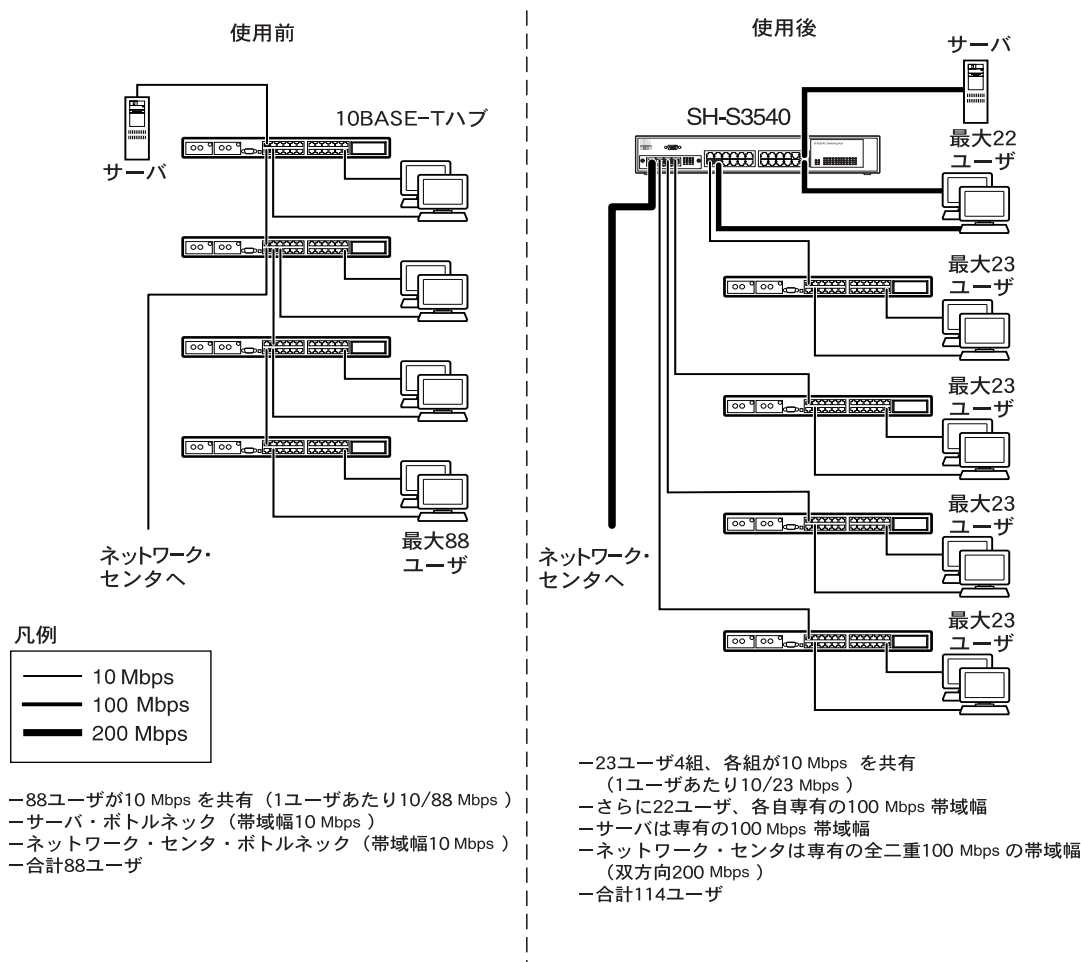 使用前
10BASE-Tハブ
サーバ
ネットワーク・
センタへ
最大88
ユーザ
凡例
10 Mbps
100 Mbps
200 Mbps
−88ユーザが10 Mbps を共有（1ユーザあたり10/88 Mbps ）
−サーバ・ボトルネック（帯域幅10 Mbps ）
−ネットワーク・センタ・ボトルネック（帯域幅10 Mbps ）
−合計88ユーザ
使用後
サーバ
SH-S3540
最大22
ユーザ
最大23
ユーザ
最大23
ユーザ
最大23
ユーザ
最大23
ユーザ
ネットワーク・
センタへ
−23ユーザ4組、各組が10 Mbps を共有
（1ユーザあたり10/23 Mbps ）
−さらに22ユーザ、各自専有の100 Mbps 帯域幅
−サーバは専有の100 Mbps 帯域幅
−ネットワーク・センタは専有の全二重100 Mbps の帯域幅
（双方向200 Mbps ）
−合計114ユーザ